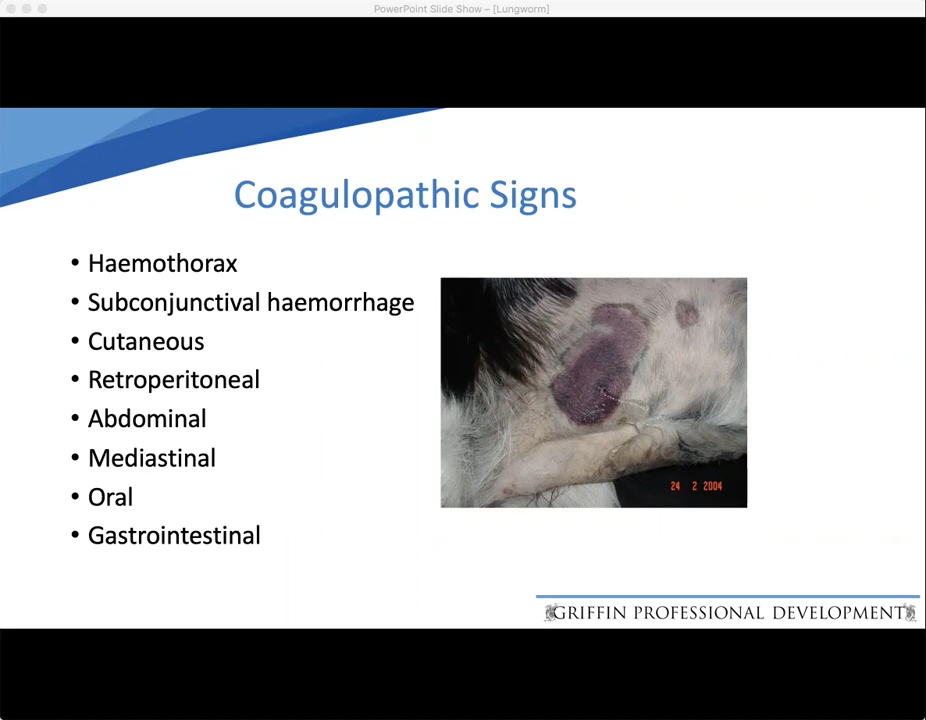 PowerPoint Slide Show – [Lungworm]
Coagulopathic Signs
• Haemothorax
• Subconjunctival haemorrhage
• Cutaneous
• Retroperitoneal
• Abdominal
• Mediastinal
• Oral
• Gastrointestinal
24 2 2004
GRIFFIN PROFESSIONAL DEVELOPMENT